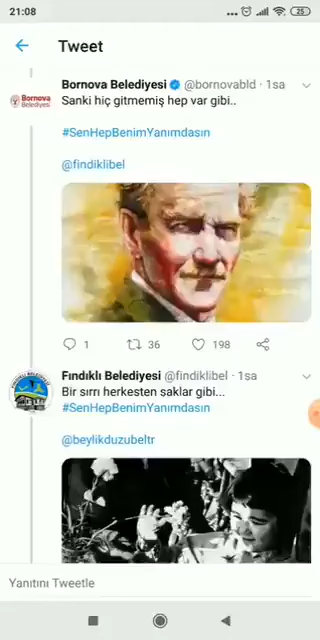 21:08
25
Tweet
Bornova Belediyesi @bornovabld · 1sa
Bornova
Belediyesi
Sanki hiç gitmemiş hep var gibi..
#SenHepBenimYanımdasın
@findiklibel
1 36 198
Fındıklı Belediyesi @findiklibel · 1sa
Bir sırrı herkesten saklar gibi...
#SenHepBenimYanımdasın
@beylikduzubeltr
Yanıtını Tweetle